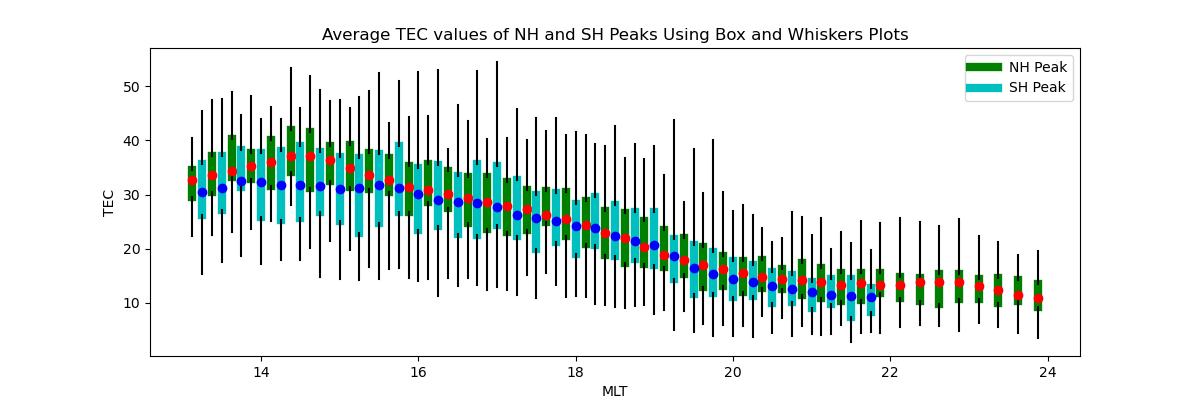 Average TEC values of NH and SH Peaks Using Box and Whiskers Plots
NH Peak
SH Peak
TEC
50
40
30
20
10
14
16
18
20
22
24
MLT